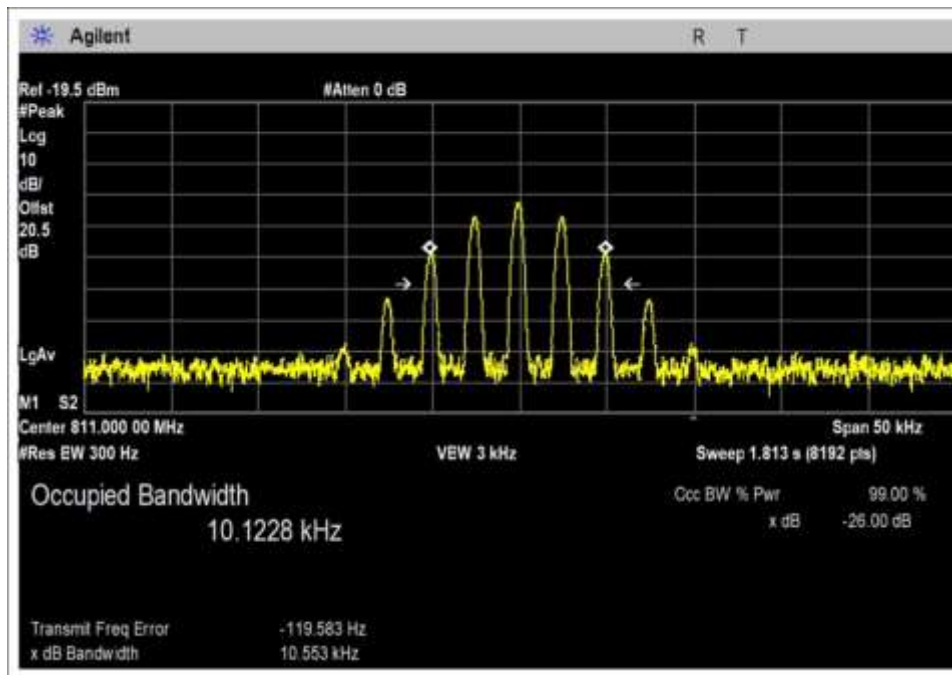 Agilent R T
Ref -19.5 dBm #Atten 0 dB
#Peak
Log
10
dB/
Offst
20.5
dB
LgAv
M1 S2
Center 811.000 00 MHz Span 50 kHz
#Res BW 300 Hz VBW 3 kHz Sweep 1.813 s (8192 pts)
Occupied Bandwidth Occ BW % Pwr 99.00 %
10.1228 kHz x dB -26.00 dB
Transmit Freq Error -119.583 Hz
x dB Bandwidth 10.553 kHz